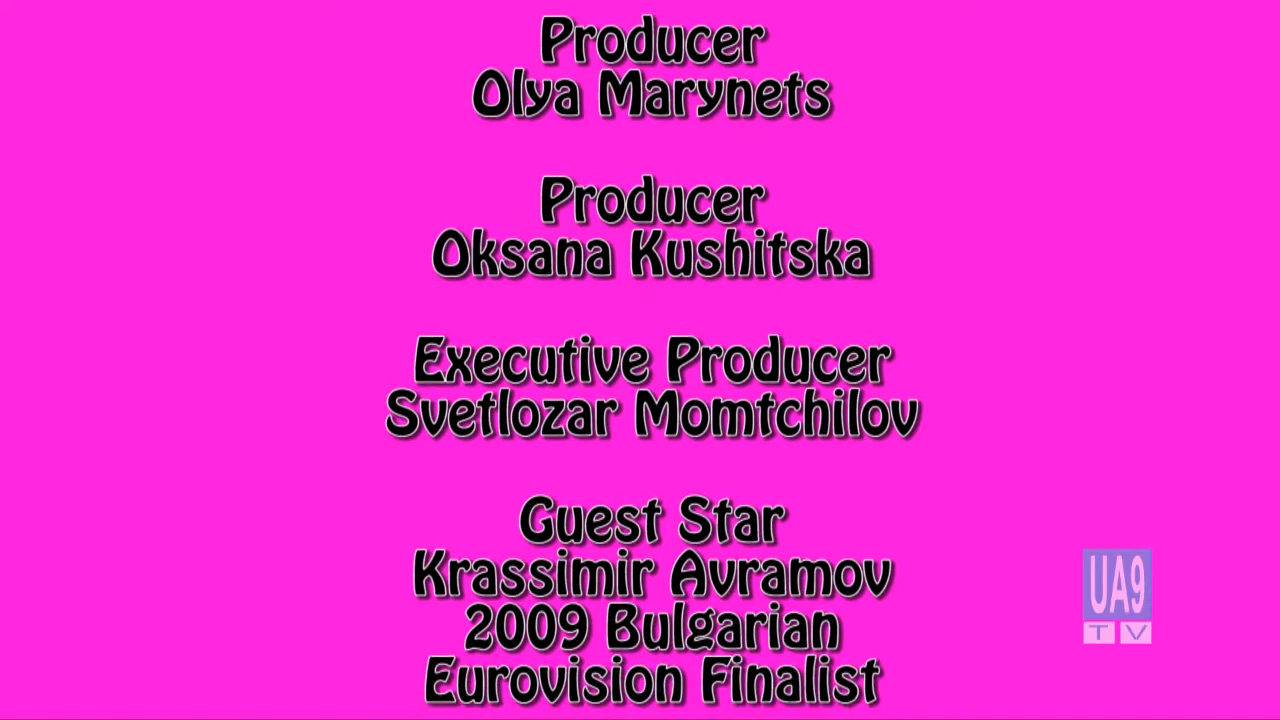 Producer
Olya Marynets
Producer
Oksana Kushitska
Executive Producer
Svetlozar Momtchilov
Guest Star
Krassimir Avramov
2009 Bulgarian
Eurovision Finalist
UA9
TV